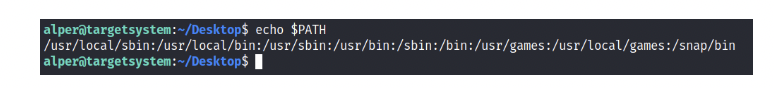 alper@targetsystem:~/Desktop$ echo $PATH
/usr/local/sbin:/usr/local/bin:/usr/sbin:/usr/bin:/sbin:/bin:/usr/games:/usr/local/games:/snap/bin
alper@targetsystem:~/Desktop$